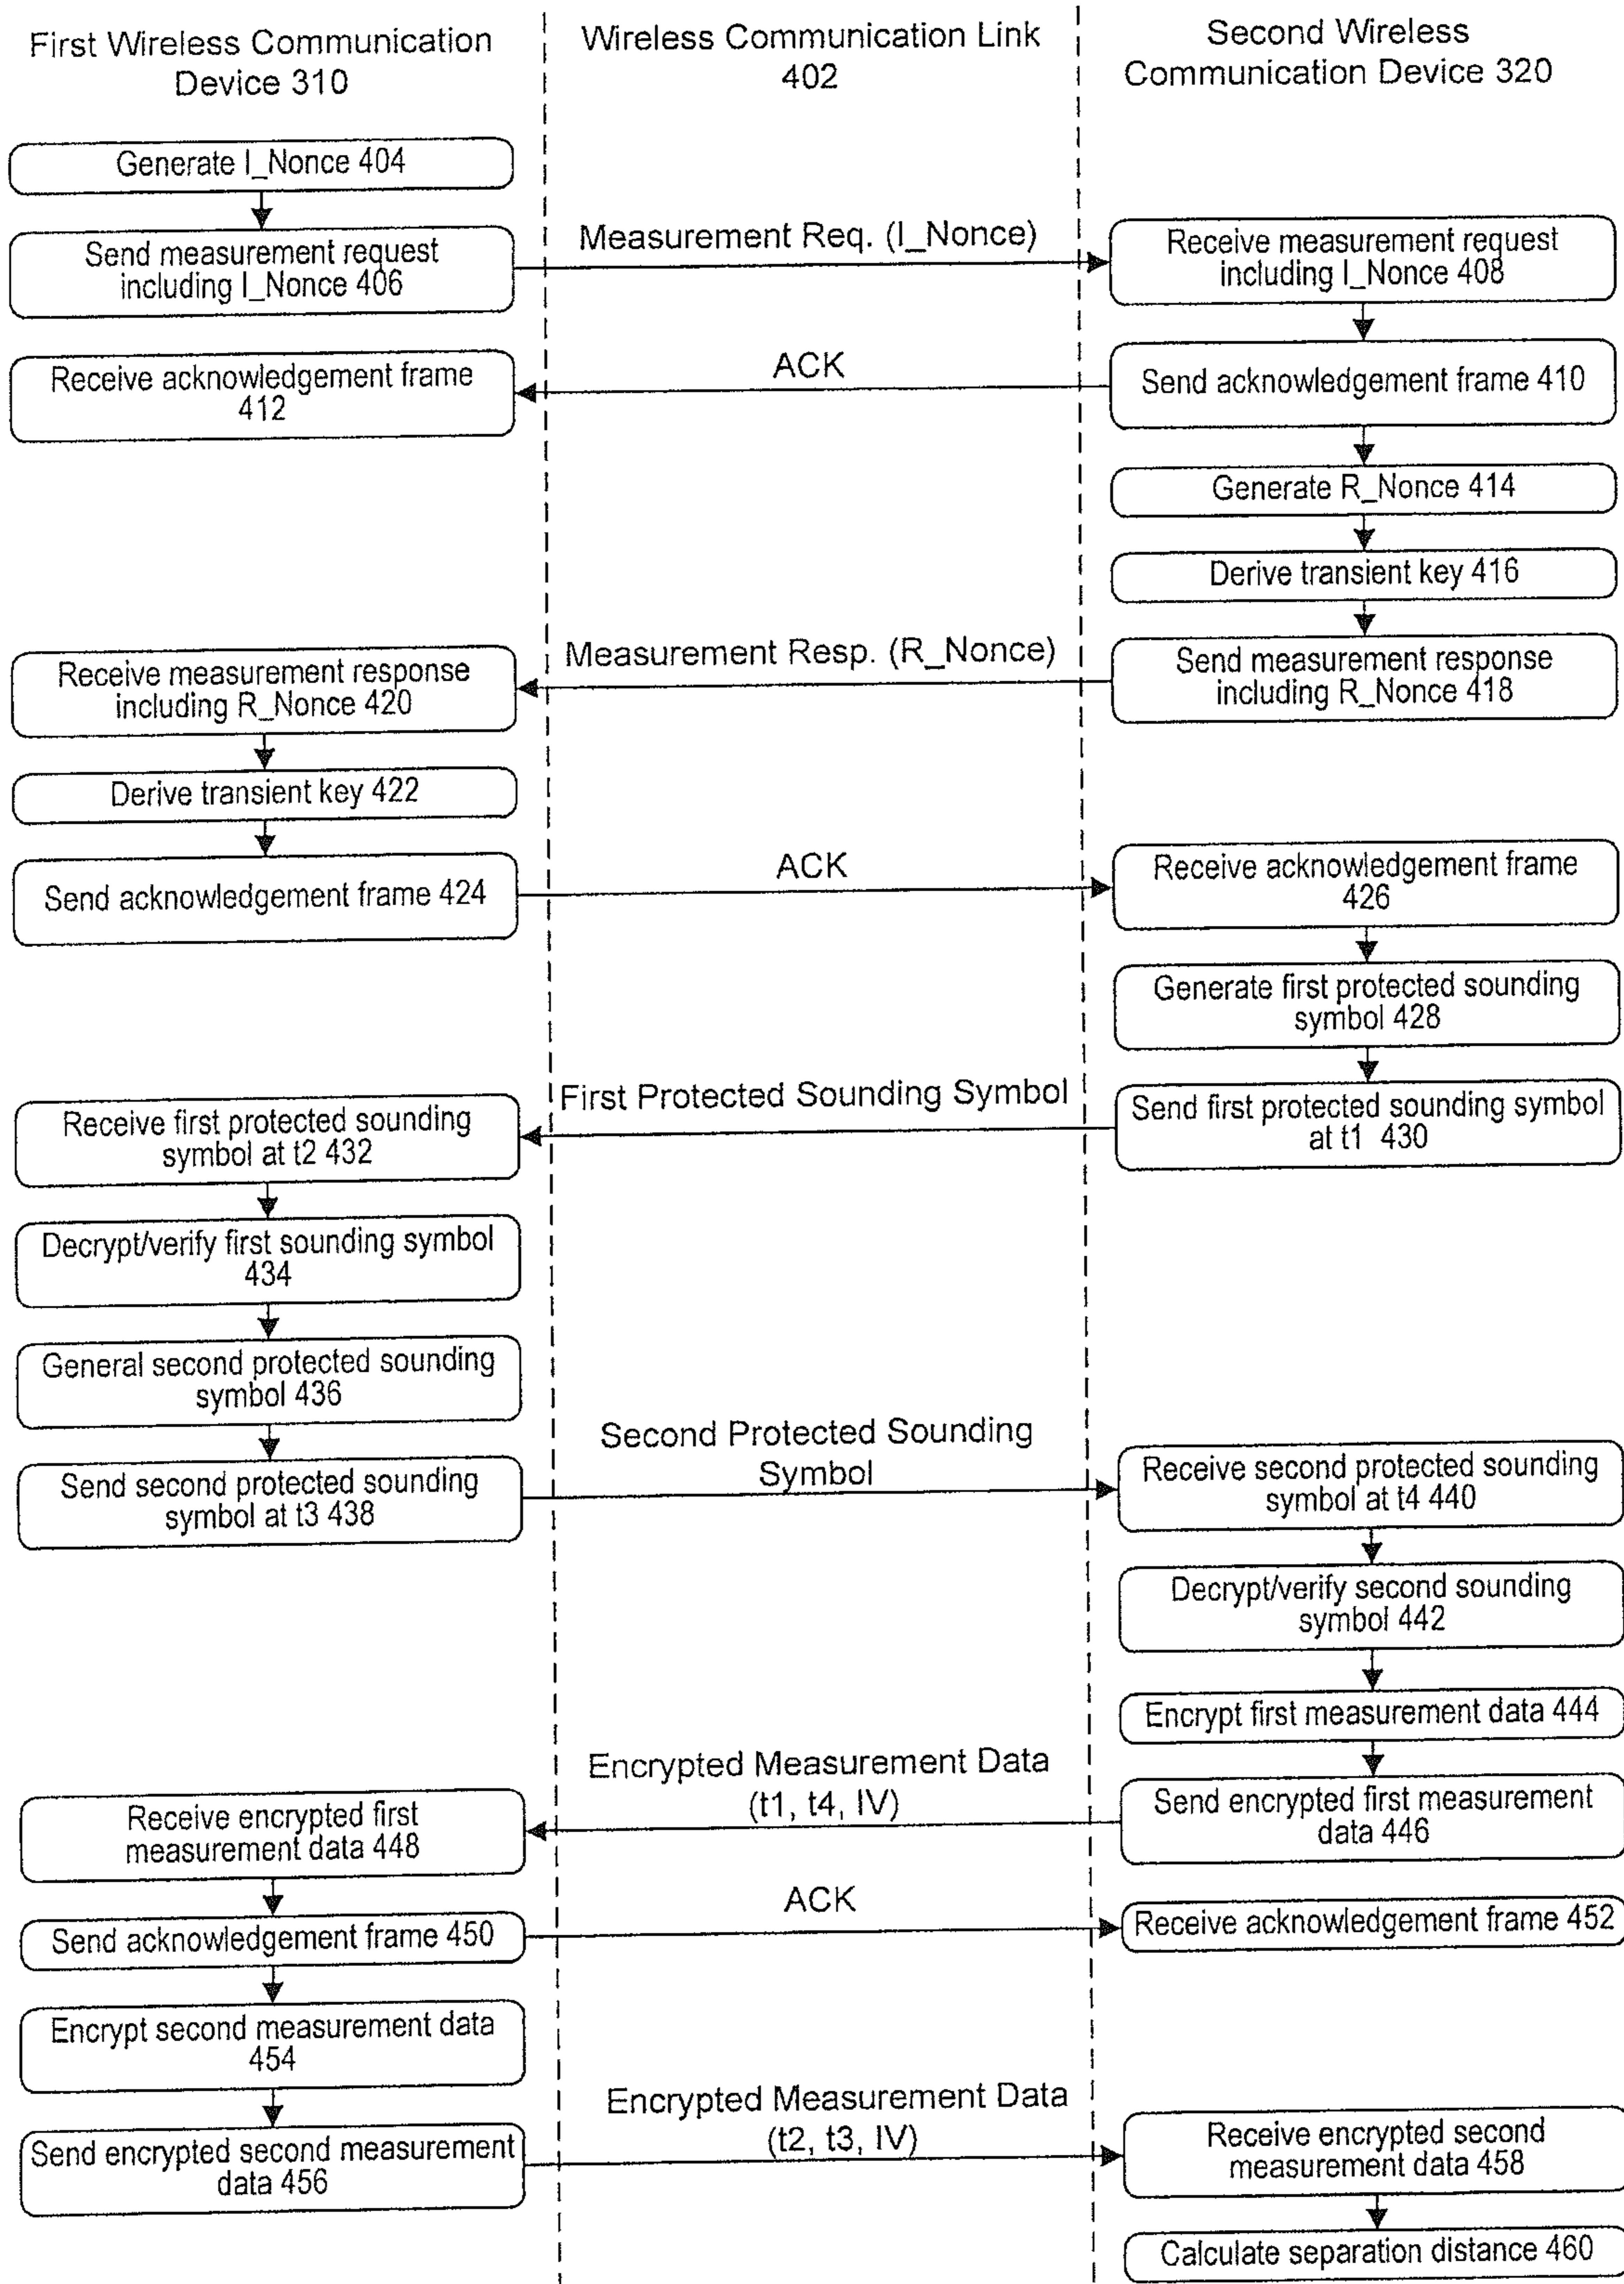 First Wireless Communication
Device 310
Wireless Communication Link
402
Second Wireless
Communication Device 320
Generate I_Nonce 404
Send measurement request
including I_Nonce 406
Measurement Req. (I_Nonce)
Receive measurement request
including I_Nonce 408
Receive acknowledgement frame
412
ACK
Send acknowledgement frame 410
Generate R_Nonce 414
Derive transient key 416
Receive measurement response
including R_Nonce 420
Measurement Resp. (R_Nonce)
Send measurement response
including R_Nonce 418
Derive transient key 422
Send acknowledgement frame 424
ACK
Receive acknowledgement frame
426
Generate first protected sounding
symbol 428
Receive first protected sounding
symbol at t2 432
First Protected Sounding Symbol
Send first protected sounding symbol
at t1 430
Decrypt/verify first sounding symbol
434
General second protected sounding
symbol 436
Send second protected sounding
symbol at t3 438
Second Protected Sounding
Symbol
Receive second protected sounding
symbol at t4 440
Decrypt/verify second sounding
symbol 442
Encrypt first measurement data 444
Receive encrypted first
measurement data 448
Encrypted Measurement Data
(t1, t4, IV)
Send encrypted first measurement
data 446
Send acknowledgement frame 450
ACK
Receive acknowledgement frame 452
Encrypt second measurement data
454
Send encrypted second measurement
data 456
Encrypted Measurement Data
(t2, t3, IV)
Receive encrypted second
measurement data 458
Calculate separation distance 460